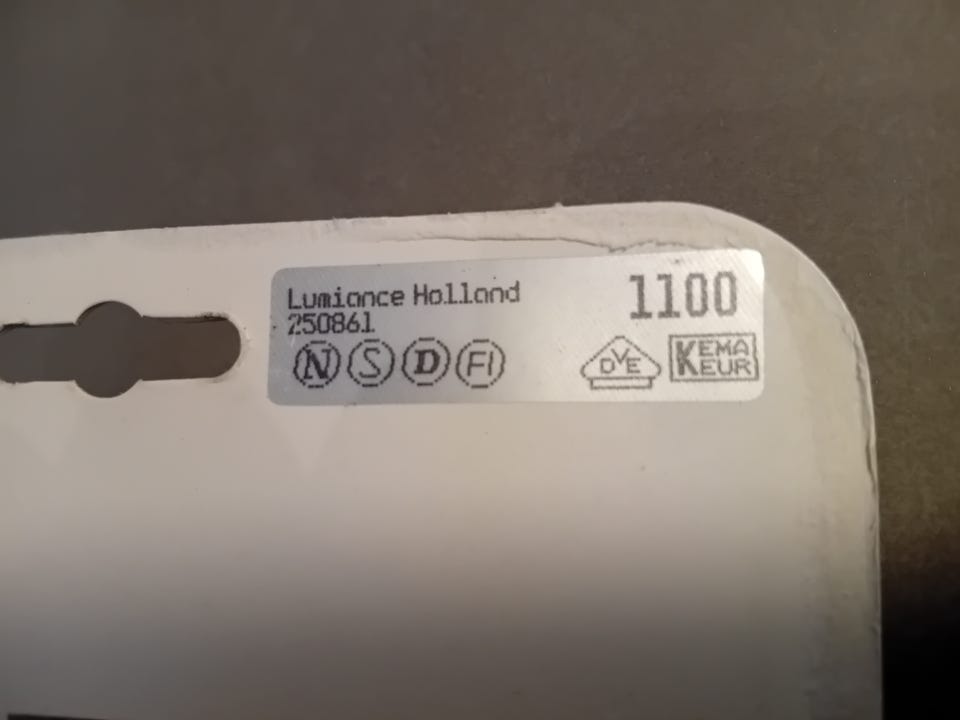 Lumiance Holland
1100
250861
N S D FI
DVE
KEMA
KEUR